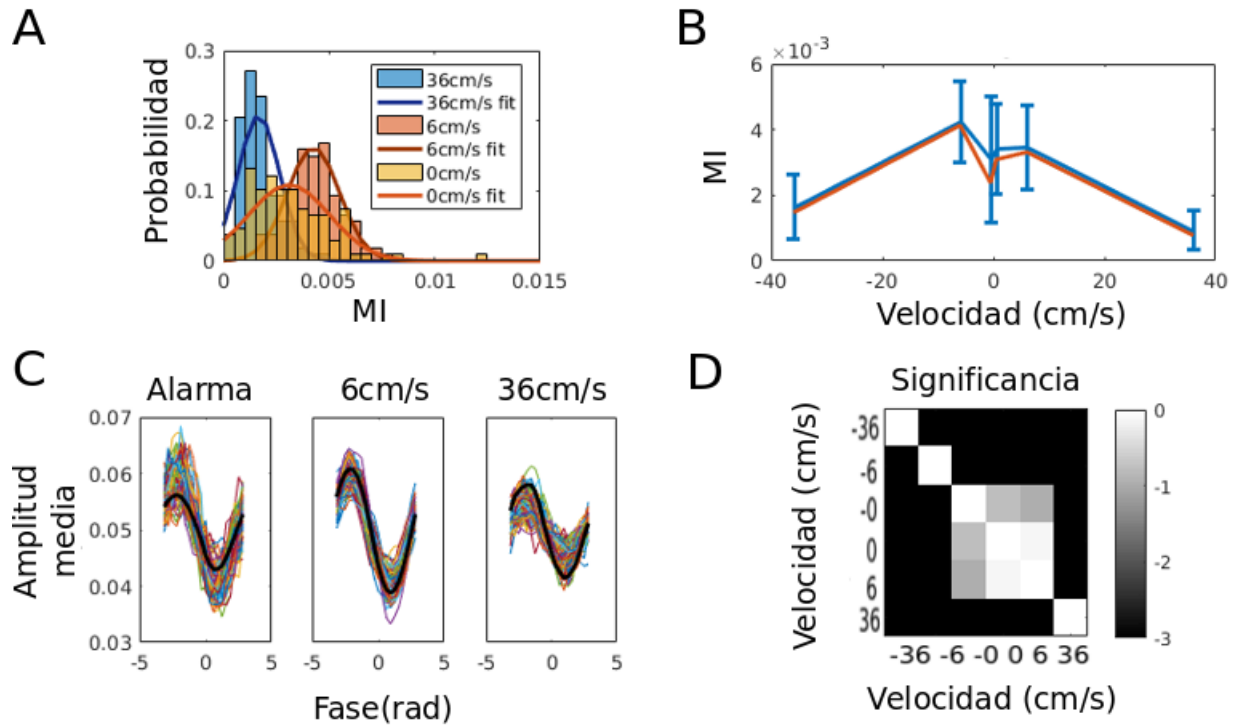 A
0.3
0.2
0.1
0
Probabilidad
36cm/s
36cm/s fit
6cm/s
6cm/s fit
0cm/s
0cm/s fit
0 0.005 0.01 0.015
MI
B
×10⁻³
6
4
2
0
MI
-40 -20 0 20 40
Velocidad (cm/s)
C
Alarma 6cm/s 36cm/s
0.07
0.06
0.05
0.04
0.03
Amplitud
media
-5 0 5 -5 0 5 -5 0 5
Fase(rad)
D
Significancia
Velocidad (cm/s)
-36
-6
-0
0
6
36
0
-1
-2
-3
-36 -6 -0 0 6 36
Velocidad (cm/s)